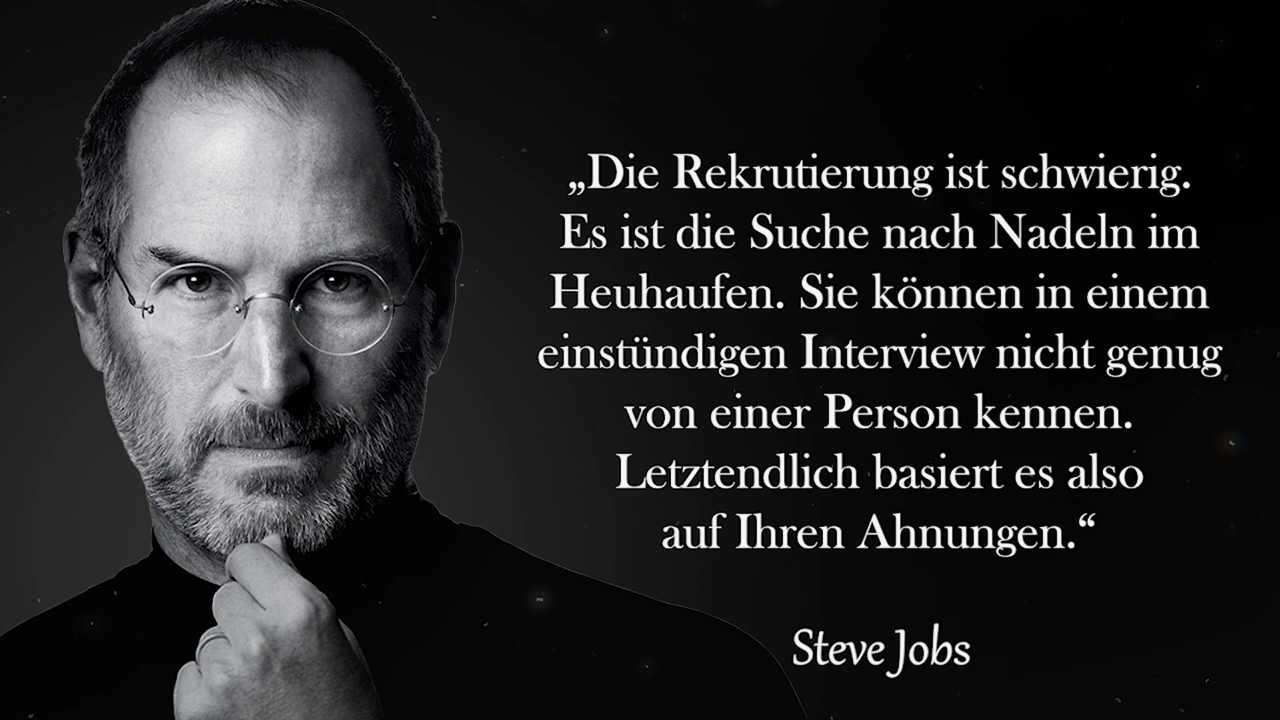 „Die Rekrutierung ist schwierig.
Es ist die Suche nach Nadeln im
Heuhaufen. Sie können in einem
einstündigen Interview nicht genug
von einer Person kennen.
Letztendlich basiert es also
auf Ihren Ahnungen.“
Steve Jobs